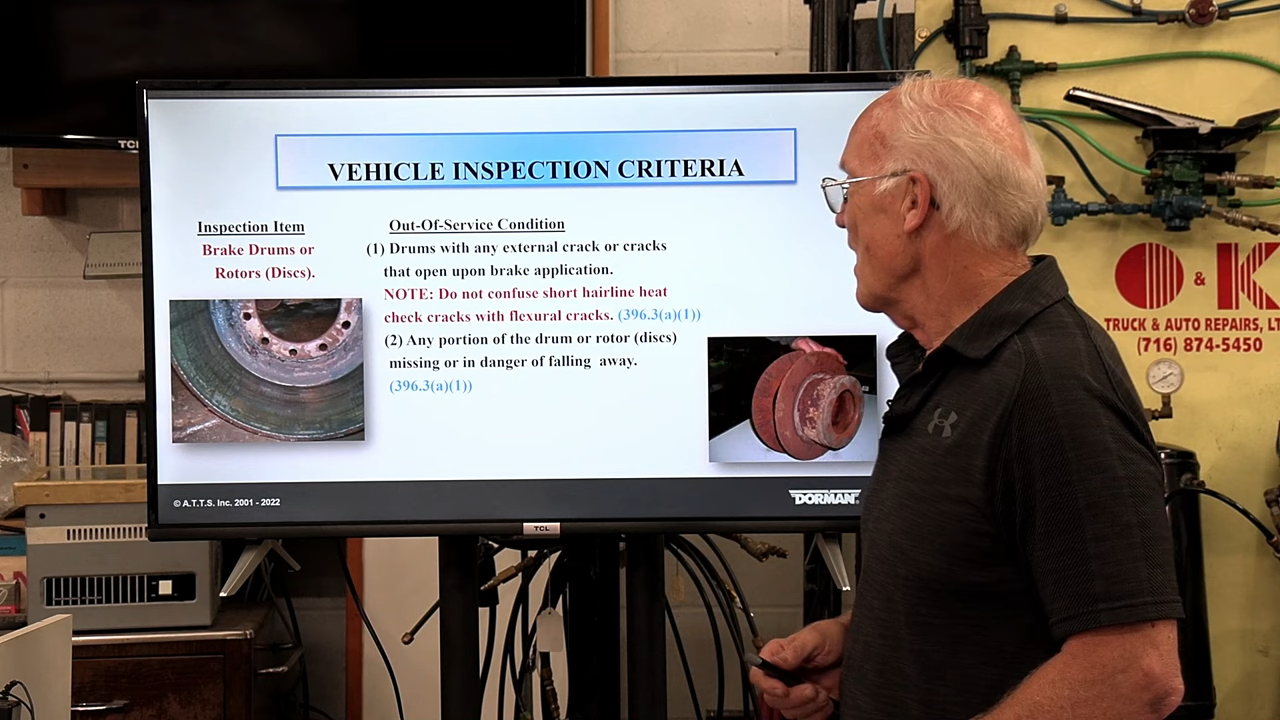 TCL
VEHICLE INSPECTION CRITERIA
Inspection Item
Out-Of-Service Condition
Brake Drums or
Rotors (Discs).
(1) Drums with any external crack or cracks
that open upon brake application.
NOTE: Do not confuse short hairline heat
check cracks with flexural cracks. (396.3(a)(1))
(2) Any portion of the drum or rotor (discs)
missing or in danger of falling away.
(396.3(a)(1))
© A.T.T.S. Inc. 2001 - 2022
DORMAN
TCL
O & K
TRUCK & AUTO REPAIRS, LT
(716) 874-5450